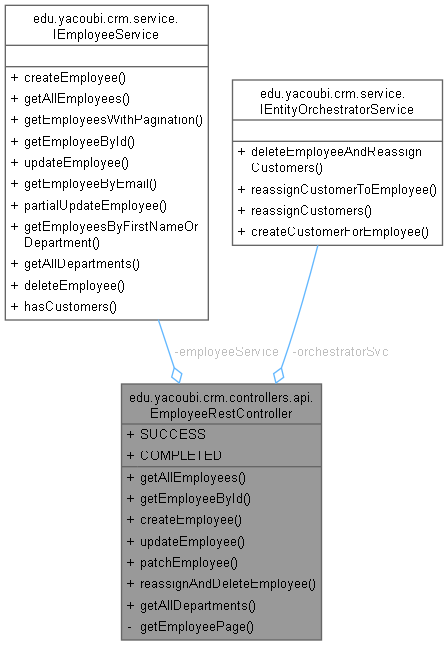 edu.yacoubi.crm.service.
IEmployeeService
+ createEmployee()
+ getAllEmployees()
+ getEmployeesWithPagination()
+ getEmployeeById()
+ updateEmployee()
+ getEmployeeByEmail()
+ partialUpdateEmployee()
+ getEmployeesByFirstNameOr
Department()
+ getAllDepartments()
+ deleteEmployee()
+ hasCustomers()
edu.yacoubi.crm.service.
IEntityOrchestratorService
+ deleteEmployeeAndReassign
Customers()
+ reassignCustomerToEmployee()
+ reassignCustomers()
+ createCustomerForEmployee()
-employeeService
-orchestratorSvc
edu.yacoubi.crm.controllers.api.
EmployeeRestController
+ SUCCESS
+ COMPLETED
+ getAllEmployees()
+ getEmployeeById()
+ createEmployee()
+ updateEmployee()
+ patchEmployee()
+ reassignAndDeleteEmployee()
+ getAllDepartments()
- getEmployeePage()